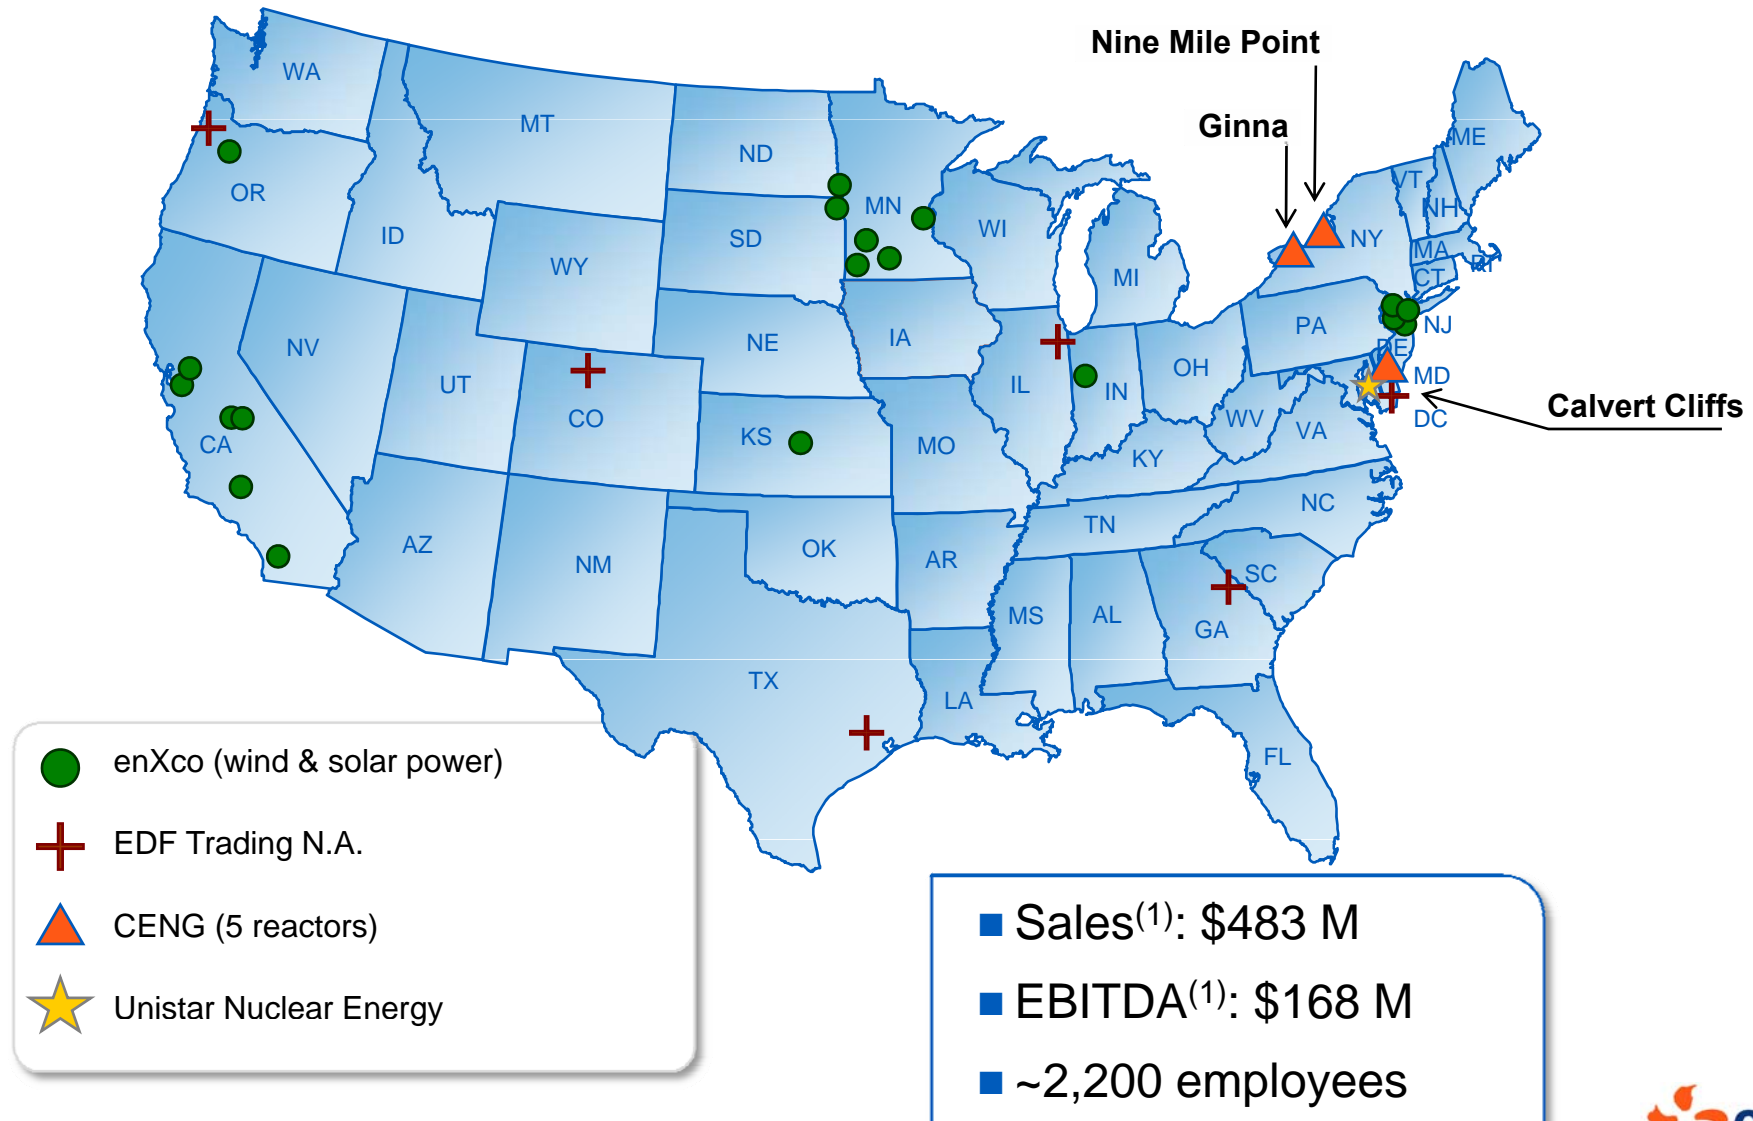 Nine Mile Point
Ginna
WA
MT
ND
ME
OR
ID
MN
VT
NH
WI
SD
WY
NY
MA
RI
CT
MI
NV
NE
IA
PA
NJ
DE
UT
CO
IL
IN
OH
MD
Calvert Cliffs
DC
CA
KS
MO
WV
VA
KY
NC
TN
AZ
NM
OK
AR
SC
MS
AL
GA
TX
LA
FL
enXco (wind & solar power)
EDF Trading N.A.
CENG (5 reactors)
Unistar Nuclear Energy
Sales(1): $483 M
EBITDA(1): $168 M
~2,200 employees